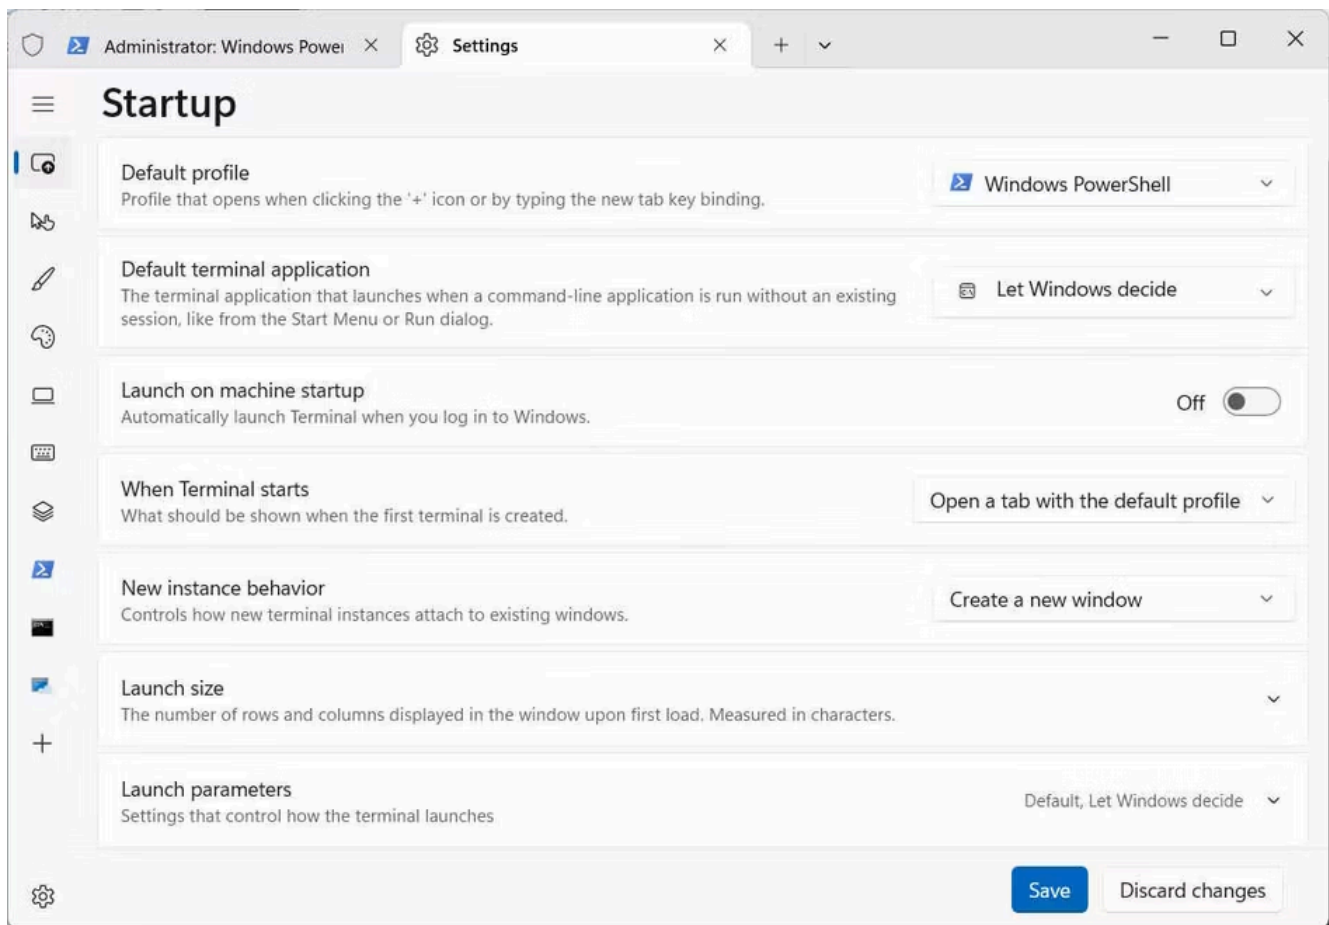 Administrator: Windows Power
Settings
Startup
Default profile
Profile that opens when clicking the '+' icon or by typing the new tab key binding.
Windows PowerShell
Default terminal application
The terminal application that launches when a command-line application is run without an existing
session, like from the Start Menu or Run dialog.
Let Windows decide
Launch on machine startup
Automatically launch Terminal when you log in to Windows.
Off
When Terminal starts
What should be shown when the first terminal is created.
Open a tab with the default profile
New instance behavior
Controls how new terminal instances attach to existing windows.
Create a new window
Launch size
The number of rows and columns displayed in the window upon first load. Measured in characters.
Launch parameters
Settings that control how the terminal launches
Default, Let Windows decide
Save
Discard changes